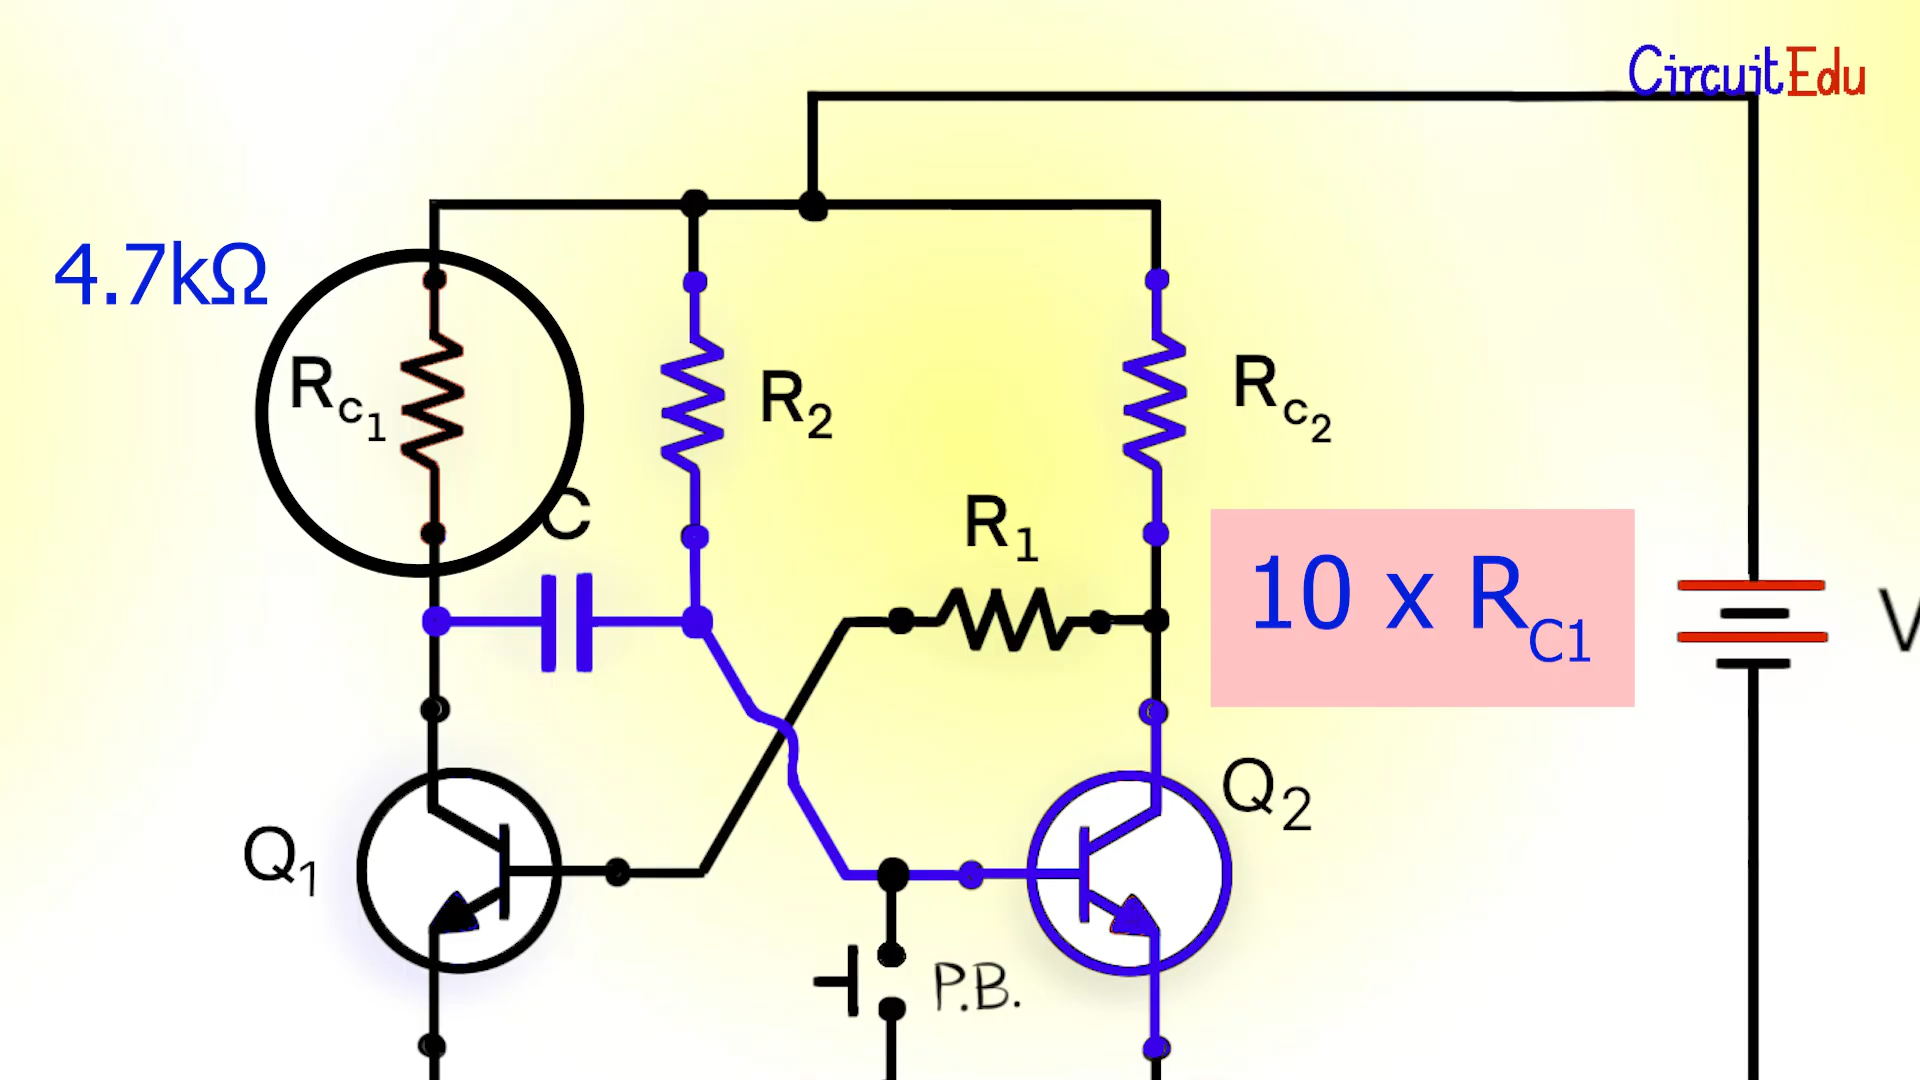 CircuitEdu
4.7kΩ
Rc1
R2
Rc2
C
R1
10 x RC1
V
Q1
Q2
P.B.